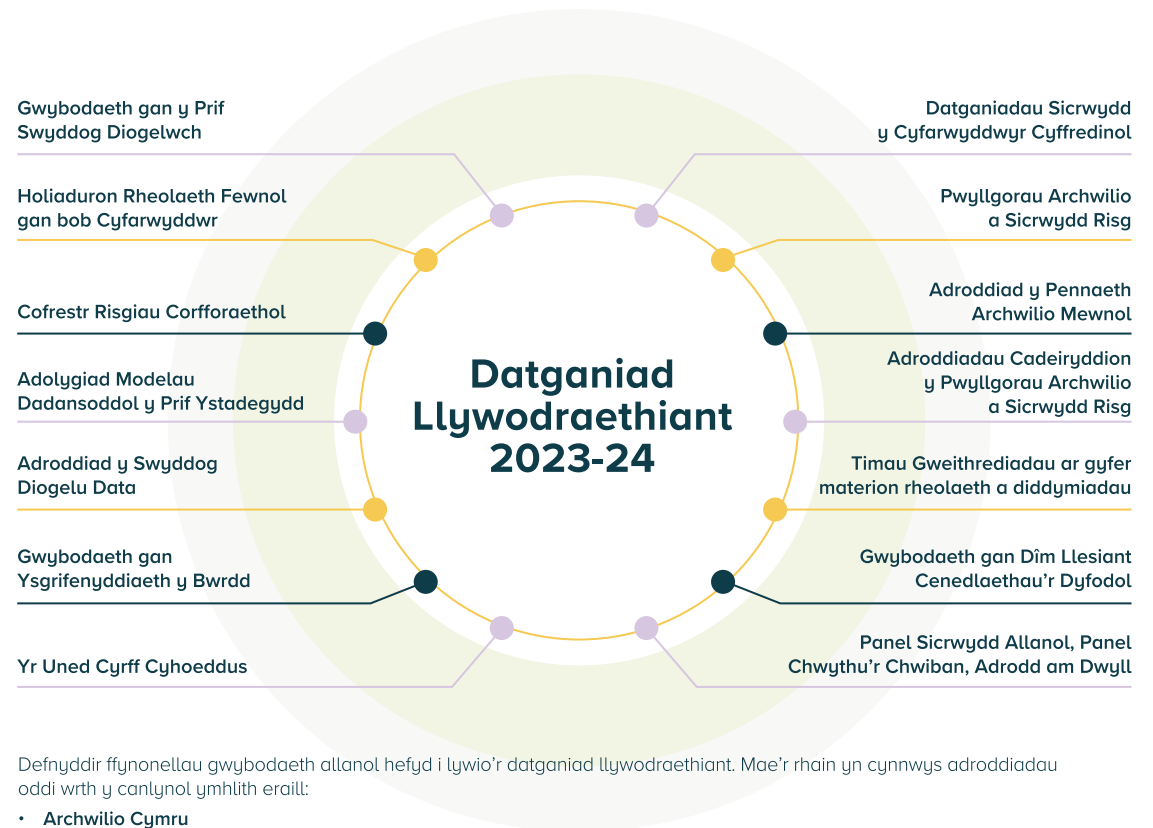 Gwybodaeth gan y Prif
Swyddog Diogelwch
Holiaduron Rheolaeth Fewnol
gan bob Cyfarwyddwr
Cofrestr Risgiau Corfforaethol
Adolygiad Modelau
Dadansoddol y Prif Ystadegydd
Adroddiad y Swyddog
Diogelu Data
Gwybodaeth gan
Ysgrifenyddiaeth y Bwrdd
Yr Uned Cyrff Cyhoeddus
Datganiad
Llywodraethiant
2023-24
Datganiadau Sicrwydd
y Cyfarwyddwyr Cyffredinol
Pwyllgorau Archwilio
a Sicrwydd Risg
Adroddiad y Pennaeth
Archwilio Mewnol
Adroddiadau Cadeiryddion
y Pwyllgorau Archwilio
a Sicrwydd Risg
Timau Gweithrediadau ar gyfer
materion rheolaeth a diddymiadau
Gwybodaeth gan Dîm Llesiant
Cenedlaethau’r Dyfodol
Panel Sicrwydd Allanol, Panel
Chwythu’r Chwiban, Adrodd am Dwyll
Defnyddir ffynonellau gwybodaeth allanol hefyd i lywio’r datganiad llywodraethiant. Mae’r rhain yn cynnwys adroddiadau
oddi wrth y canlynol ymhlith eraill:
• Archwilio Cymru